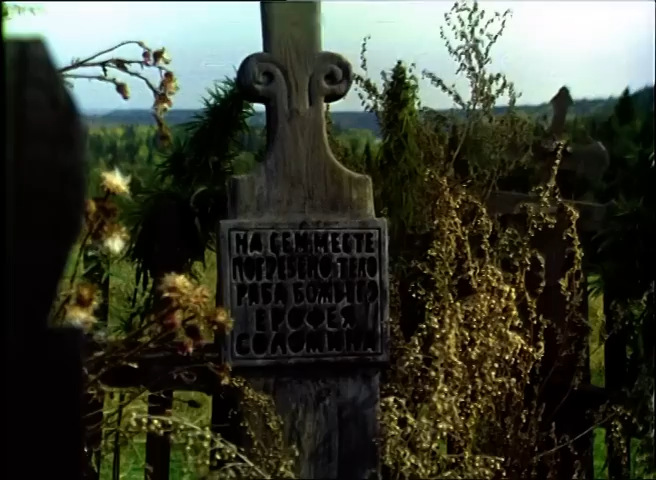 НА СЕМ МЕСТЕ
ПОГРЕБЕНО ТЕЛО
РАБА БОЖЬЕГО
ЕРОФЕЯ
СОЛОМИНА